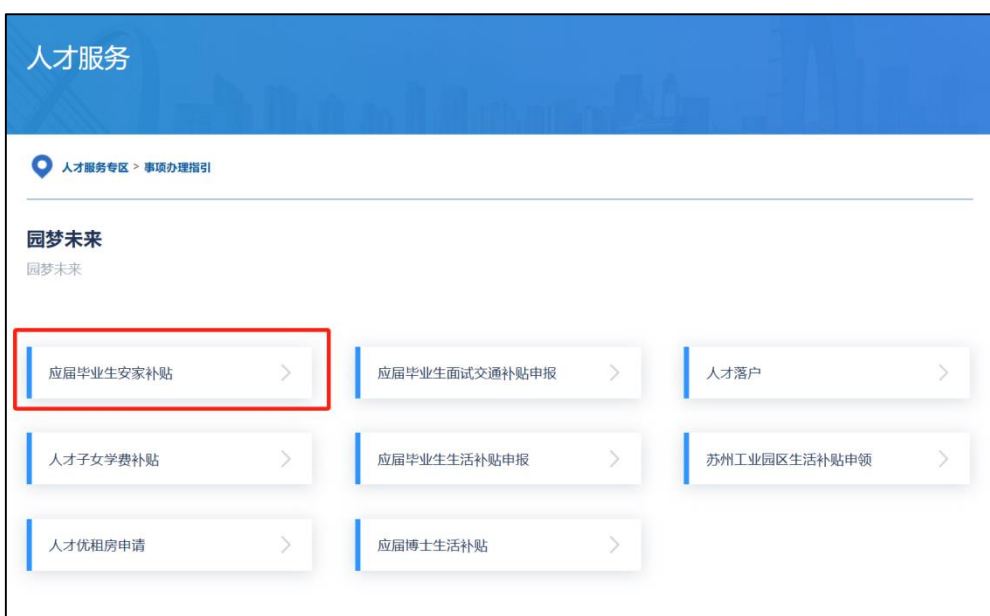 人才服务
人才服务专区 > 事项办理指引
园梦未来
园梦未来
应届毕业生安家补贴
应届毕业生面试交通补贴申报
人才落户
人才子女学费补贴
应届毕业生生活补贴申报
苏州工业园区生活补贴申领
人才优租房申请
应届博士生活补贴